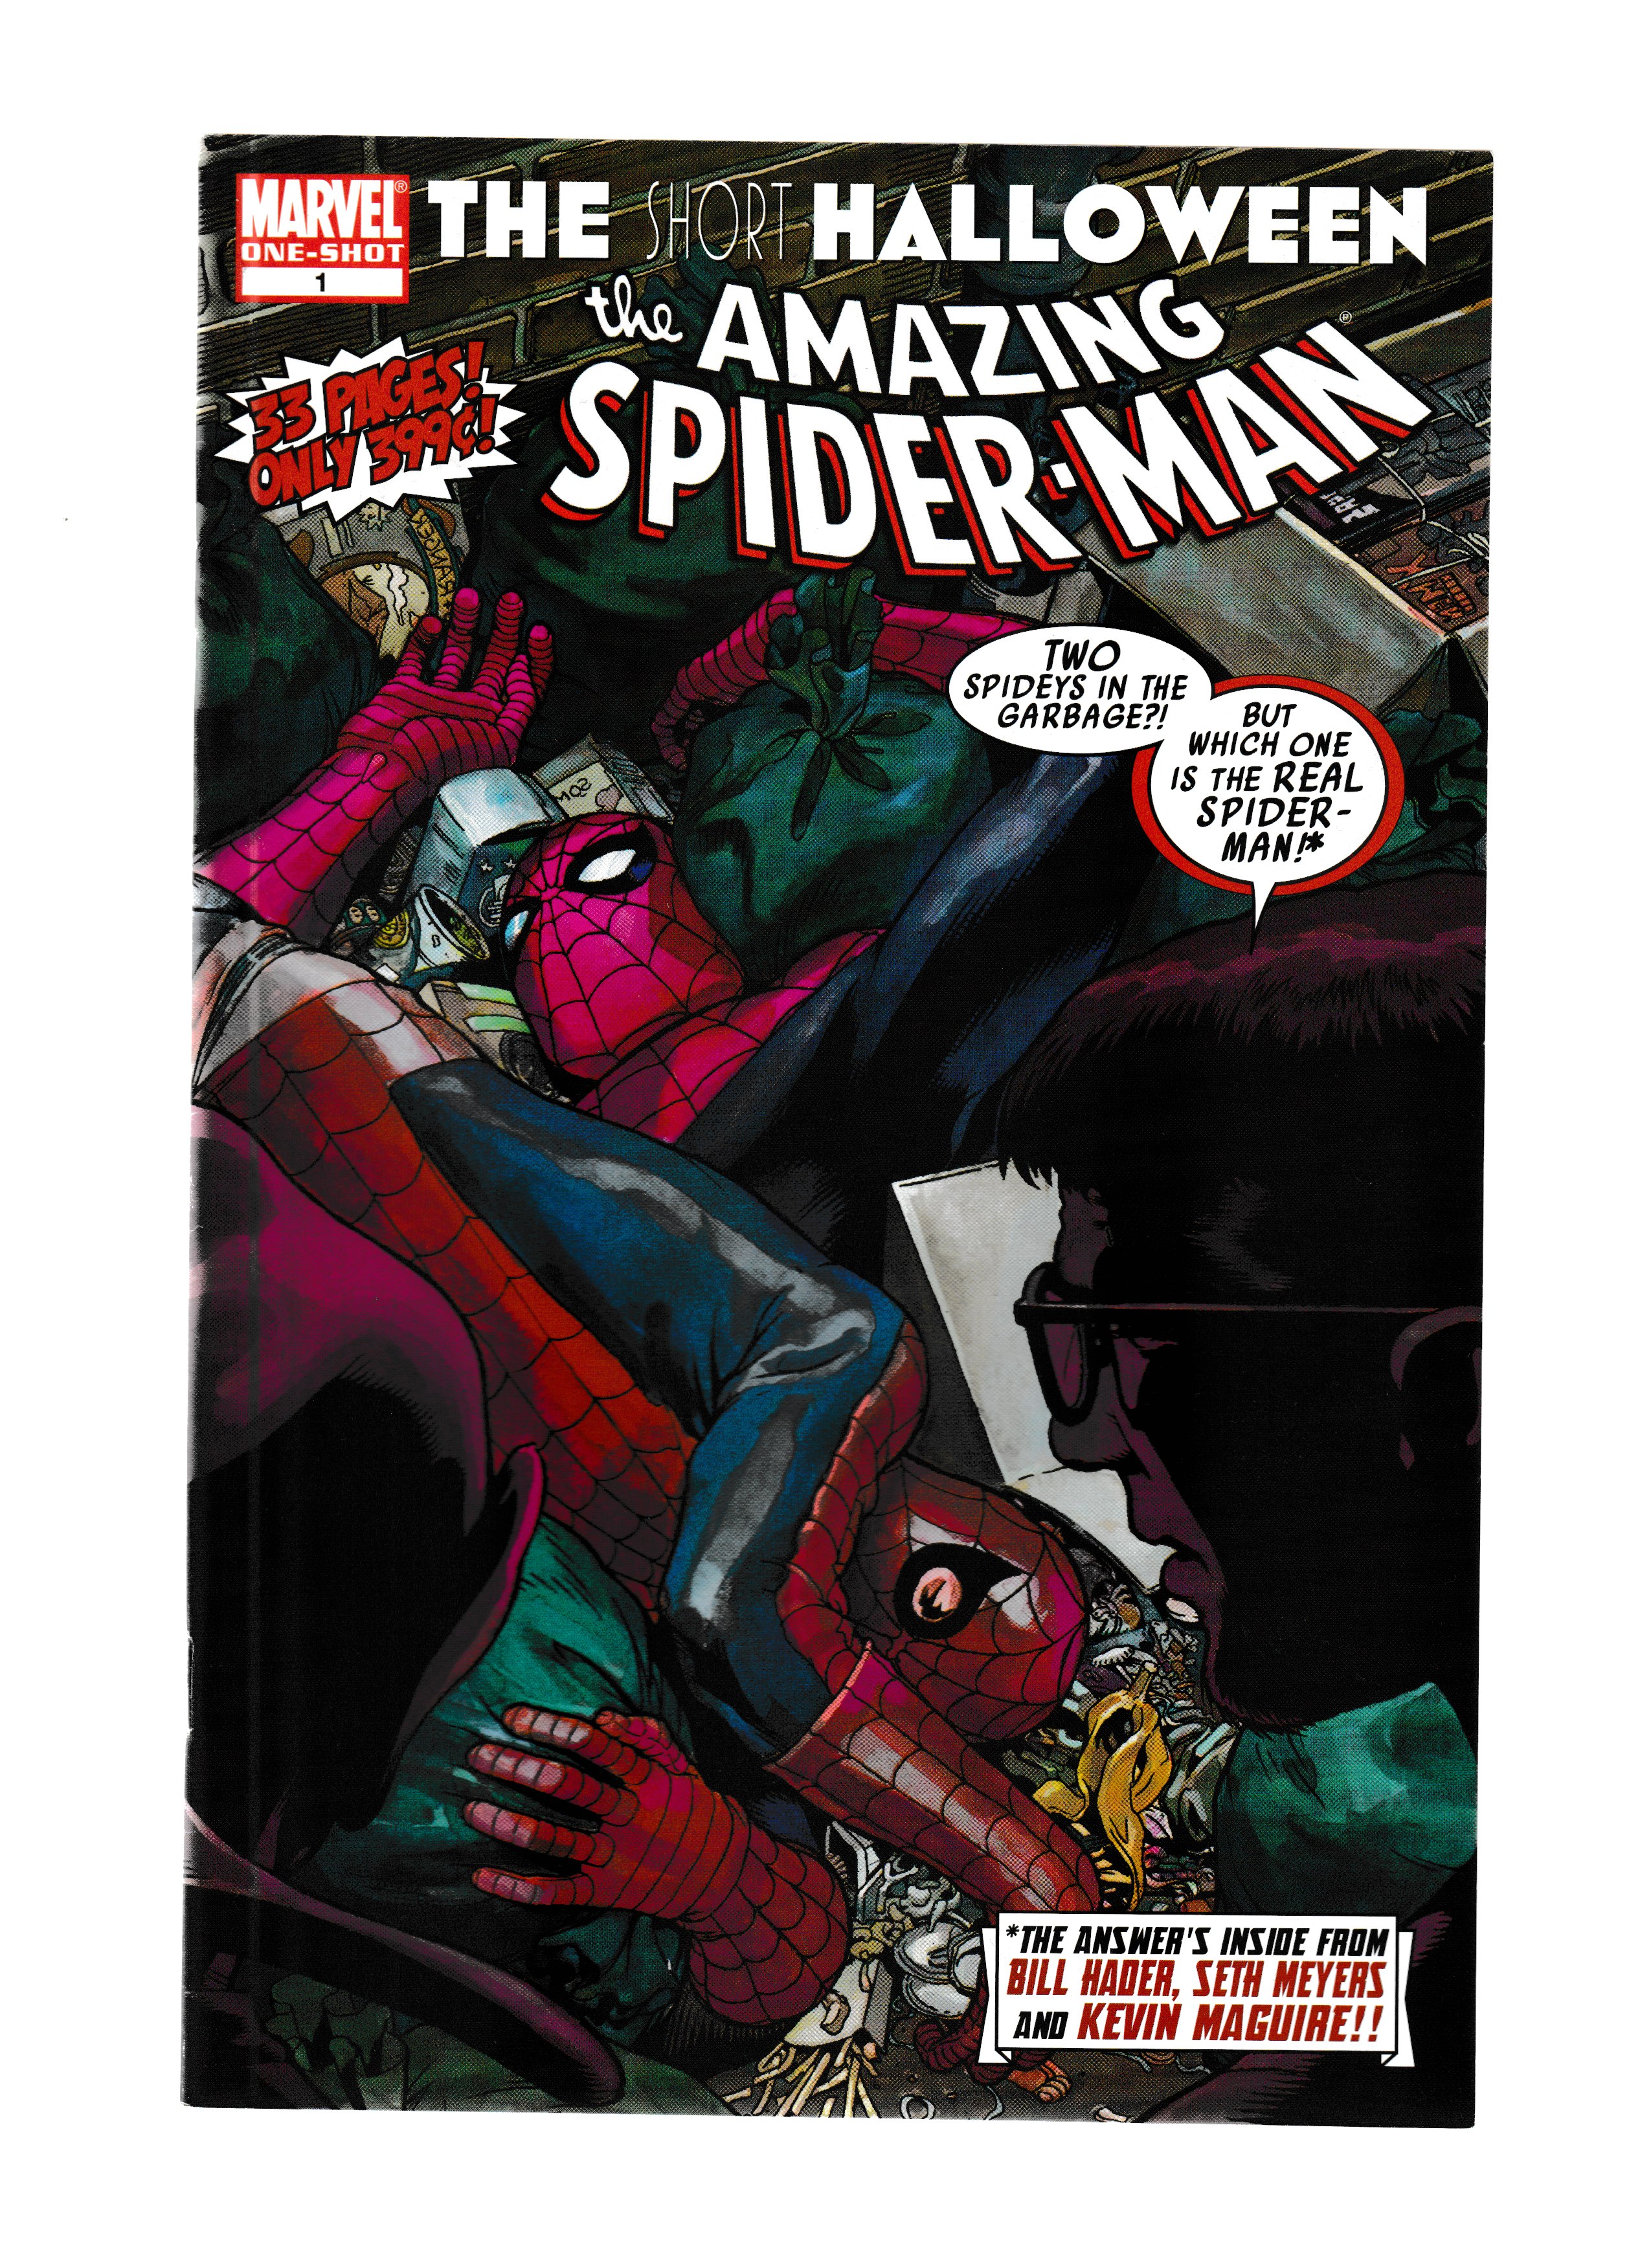 MARVEL®
ONE-SHOT
1
THE SHORT HALLOWEEN
the AMAZING
SPIDER-MAN®
33 PAGES!
ONLY 399¢!
TWO
SPIDEYS IN THE
GARBAGE?!
BUT
WHICH ONE
IS THE REAL
SPIDER-
MAN!*
*THE ANSWER'S INSIDE FROM
BILL HADER, SETH MEYERS
AND KEVIN MAGUIRE!!